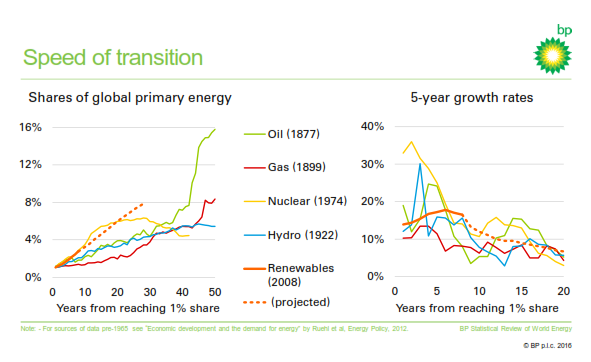 bp
Speed of transition
Shares of global primary energy
5-year growth rates
16%
12%
8%
4%
0%
0 10 20 30 40 50
Years from reaching 1% share
Oil (1877)
Gas (1899)
Nuclear (1974)
Hydro (1922)
Renewables
(2008)
(projected)
40%
30%
20%
10%
0%
0 5 10 15 20
Years from reaching 1% share
Note: - For sources of data pre-1965 see "Economic development and the demand for energy" by Ruehl et al, Energy Policy, 2012.
BP Statistical Review of World Energy
© BP p.l.c. 2016